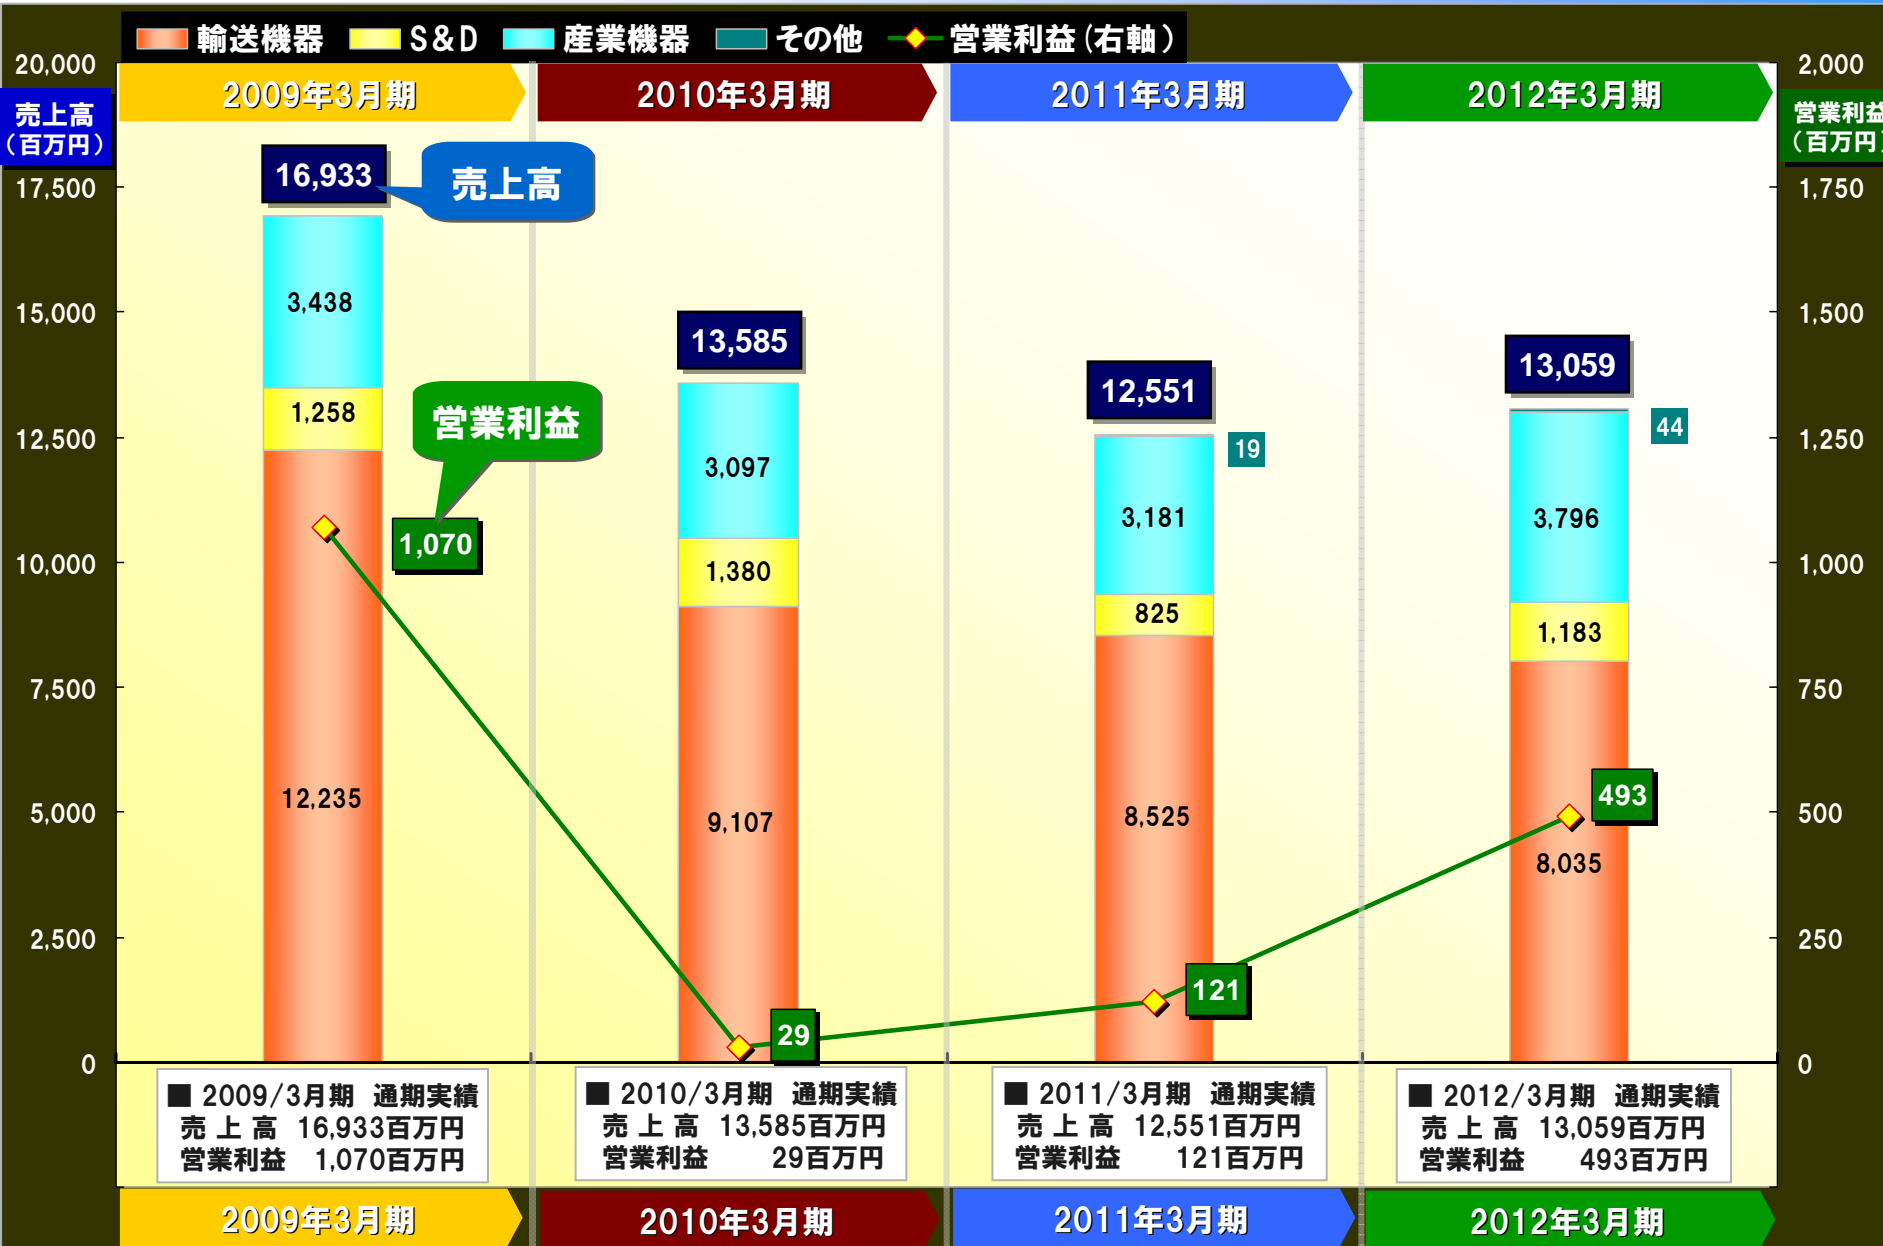 輸送機器 S&D 産業機器 その他 営業利益(右軸)
20,000
17,500
15,000
12,500
10,000
7,500
5,000
2,500
0
売上高
(百万円)
2,000
1,750
1,500
1,250
1,000
750
500
250
0
営業利益
(百万円)
2009年3月期
2010年3月期
2011年3月期
2012年3月期
16,933
売上高
3,438
1,258
営業利益
1,070
12,235
13,585
3,097
1,380
9,107
29
12,551
19
3,181
825
8,525
121
13,059
44
3,796
1,183
493
8,035
■ 2009/3月期 通期実績
売 上 高 16,933百万円
営業利益 1,070百万円
■ 2010/3月期 通期実績
売 上 高 13,585百万円
営業利益 29百万円
■ 2011/3月期 通期実績
売 上 高 12,551百万円
営業利益 121百万円
■ 2012/3月期 通期実績
売 上 高 13,059百万円
営業利益 493百万円
2009年3月期
2010年3月期
2011年3月期
2012年3月期